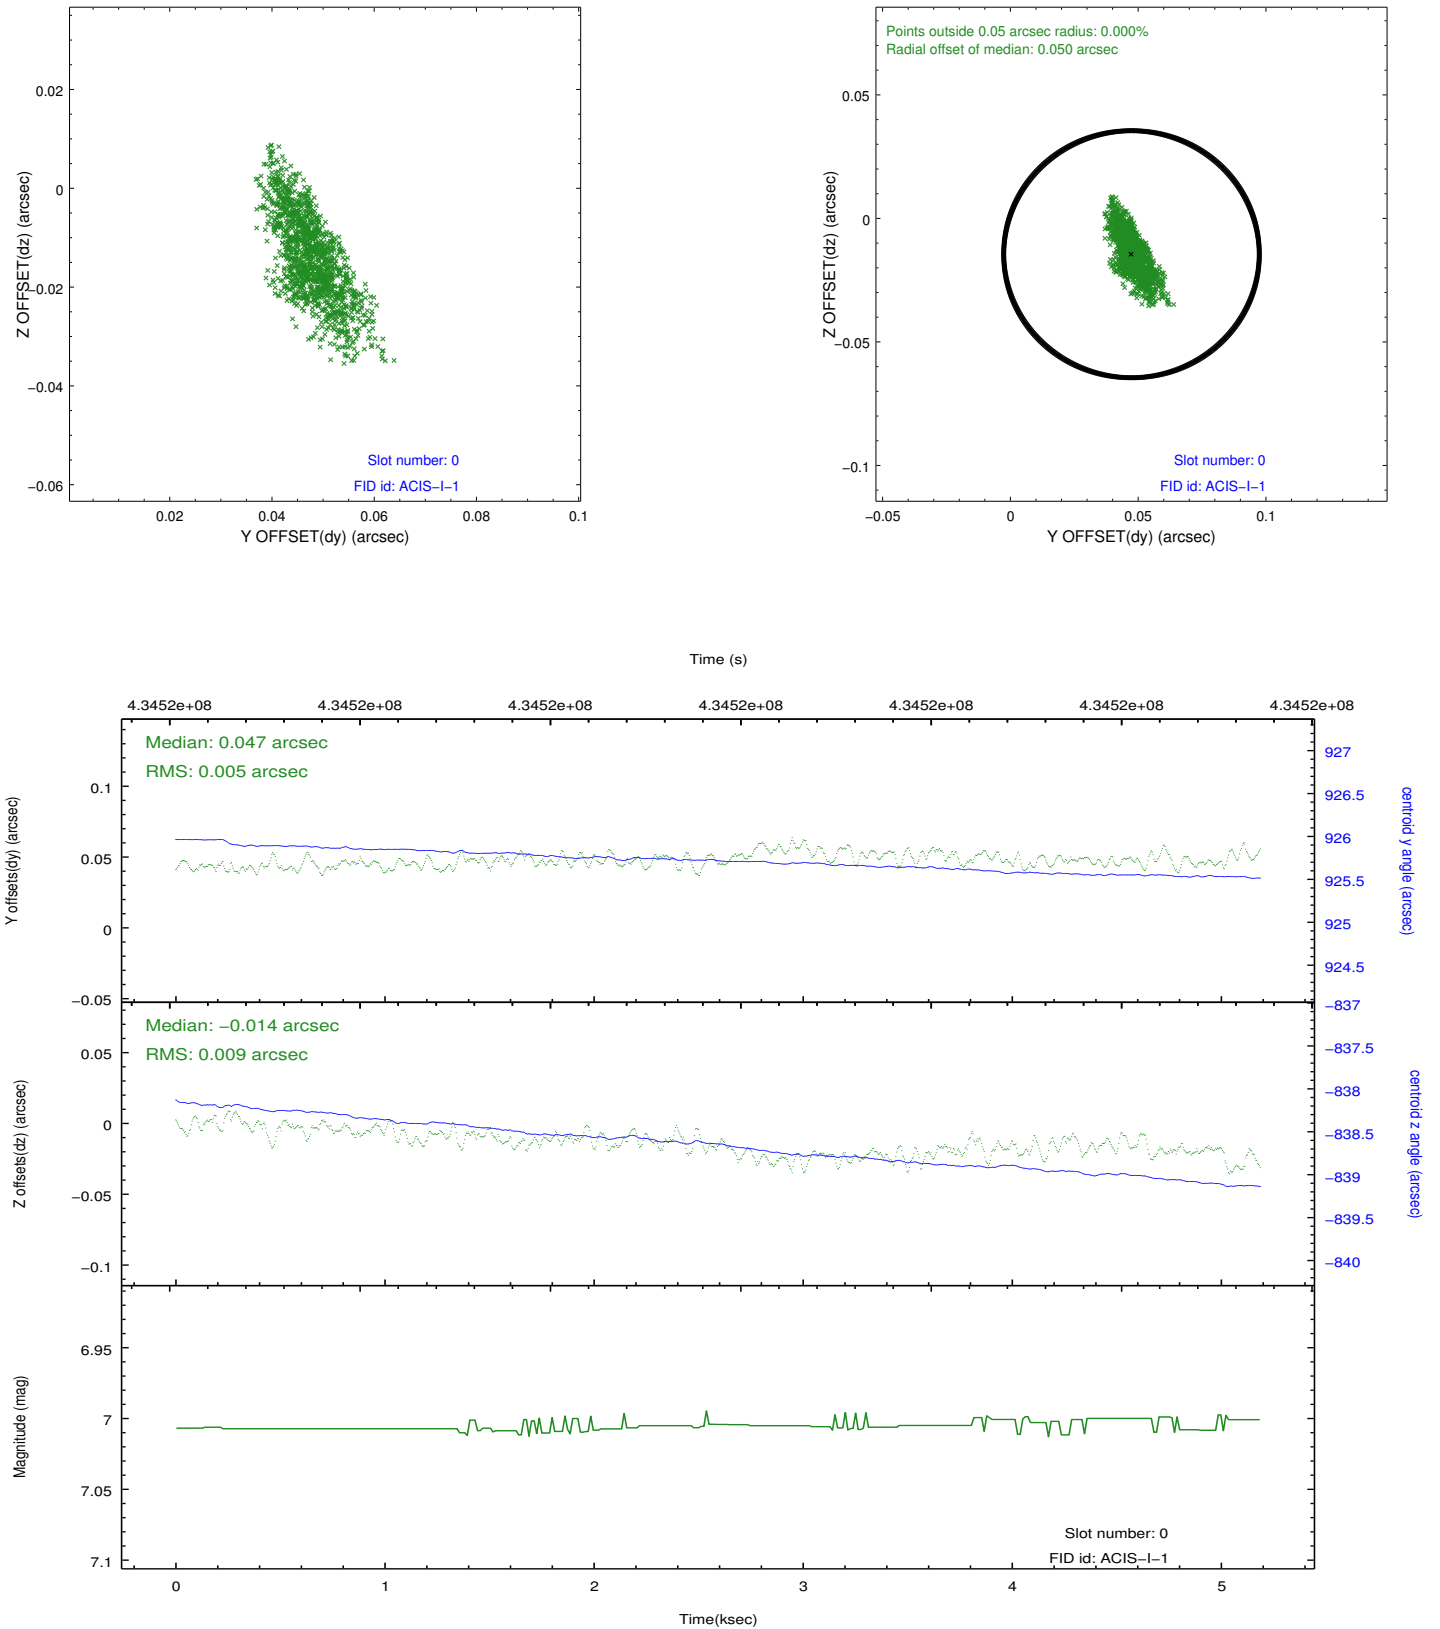 0.02
0
−0.02
−0.04
−0.06
Z OFFSET(dz) (arcsec)
Slot number: 0
FID id: ACIS−I−1
0.02
0.04
0.06
0.08
0.1
Y OFFSET(dy) (arcsec)
Points outside 0.05 arcsec radius: 0.000%
Radial offset of median: 0.050 arcsec
0.05
0
−0.05
−0.1
Z OFFSET(dz) (arcsec)
Slot number: 0
FID id: ACIS−I−1
−0.05
0
0.05
0.1
Y OFFSET(dy) (arcsec)
Time (s)
4.3452e+08
4.3452e+08
4.3452e+08
4.3452e+08
4.3452e+08
4.3452e+08
4.3452e+08
Median: 0.047 arcsec
RMS: 0.005 arcsec
0.1
0.05
0
−0.05
Y offsets(dy) (arcsec)
927
926.5
926
925.5
925
924.5
centroid y angle (arcsec)
Median: −0.014 arcsec
RMS: 0.009 arcsec
0.05
0
−0.05
−0.1
Z offsets(dz) (arcsec)
−837
−837.5
−838
−838.5
−839
−839.5
−840
centroid z angle (arcsec)
6.95
7
7.05
7.1
Magnitude (mag)
Slot number: 0
FID id: ACIS−I−1
0
1
2
3
4
5
Time(ksec)